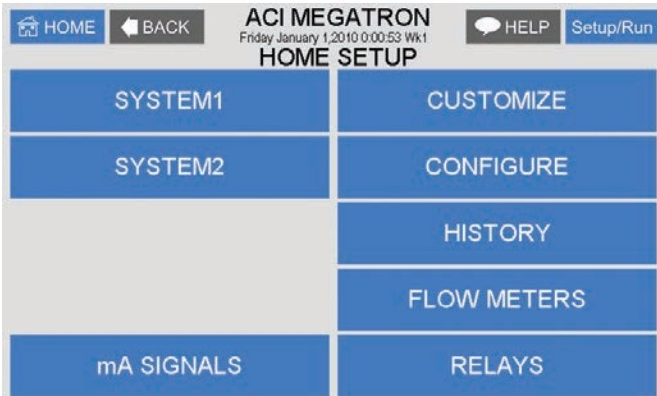 HOME BACK ACI MEGATRON HELP Setup/Run
Friday January 1,2010 0:00:53 Wk1
HOME SETUP
SYSTEM1 CUSTOMIZE
SYSTEM2 CONFIGURE
HISTORY
FLOW METERS
mA SIGNALS RELAYS